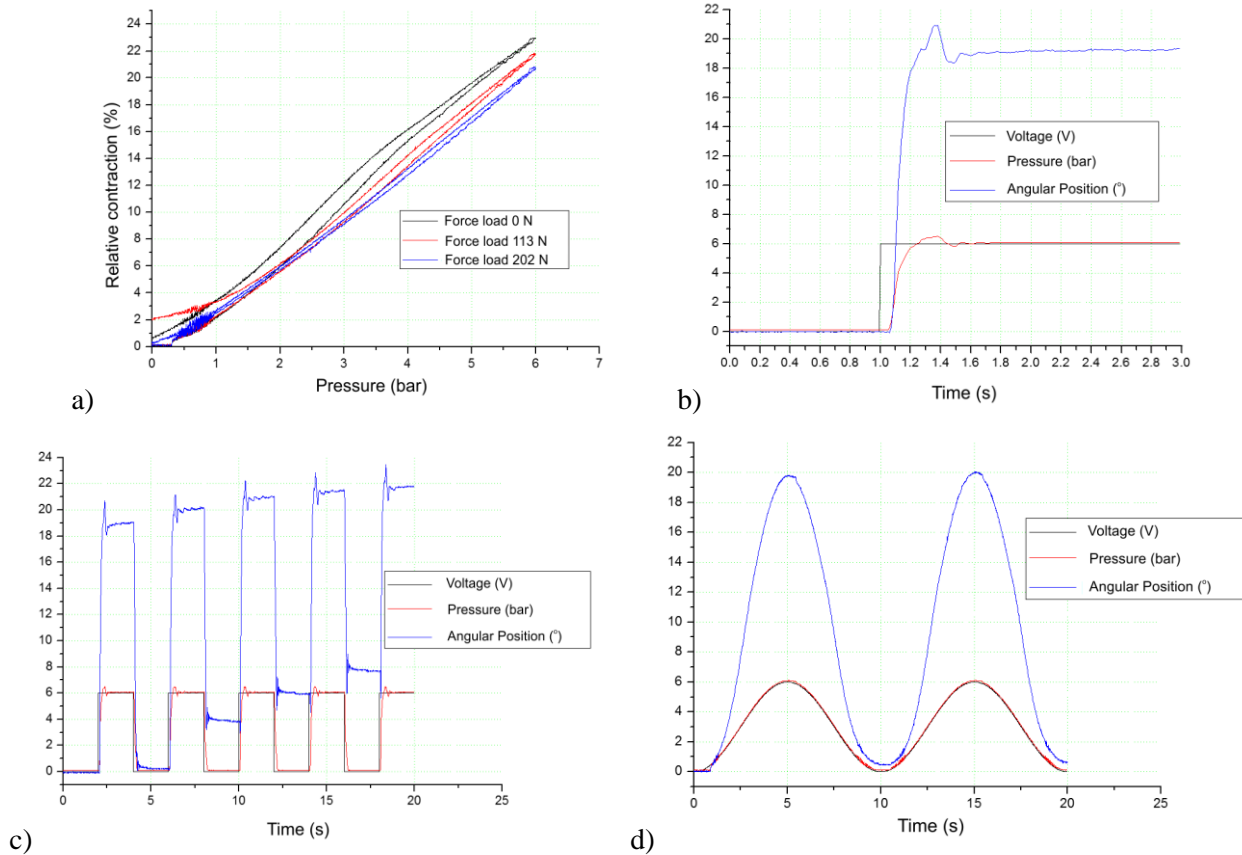 24
22
20
18
16
14
12
10
8
6
4
2
0
Relative contraction (%)
Force load 0 N
Force load 113 N
Force load 202 N
0 1 2 3 4 5 6 7
Pressure (bar)
a)
22
20
18
16
14
12
10
8
6
4
2
0
Voltage (V)
Pressure (bar)
Angular Position (°)
0.0 0.2 0.4 0.6 0.8 1.0 1.2 1.4 1.6 1.8 2.0 2.2 2.4 2.6 2.8 3.0
Time (s)
b)
24
22
20
18
16
14
12
10
8
6
4
2
0
Voltage (V)
Pressure (bar)
Angular Position (°)
0 5 10 15 20 25
Time (s)
c)
22
20
18
16
14
12
10
8
6
4
2
0
Voltage (V)
Pressure (bar)
Angular Position (°)
0 5 10 15 20 25
Time (s)
d)